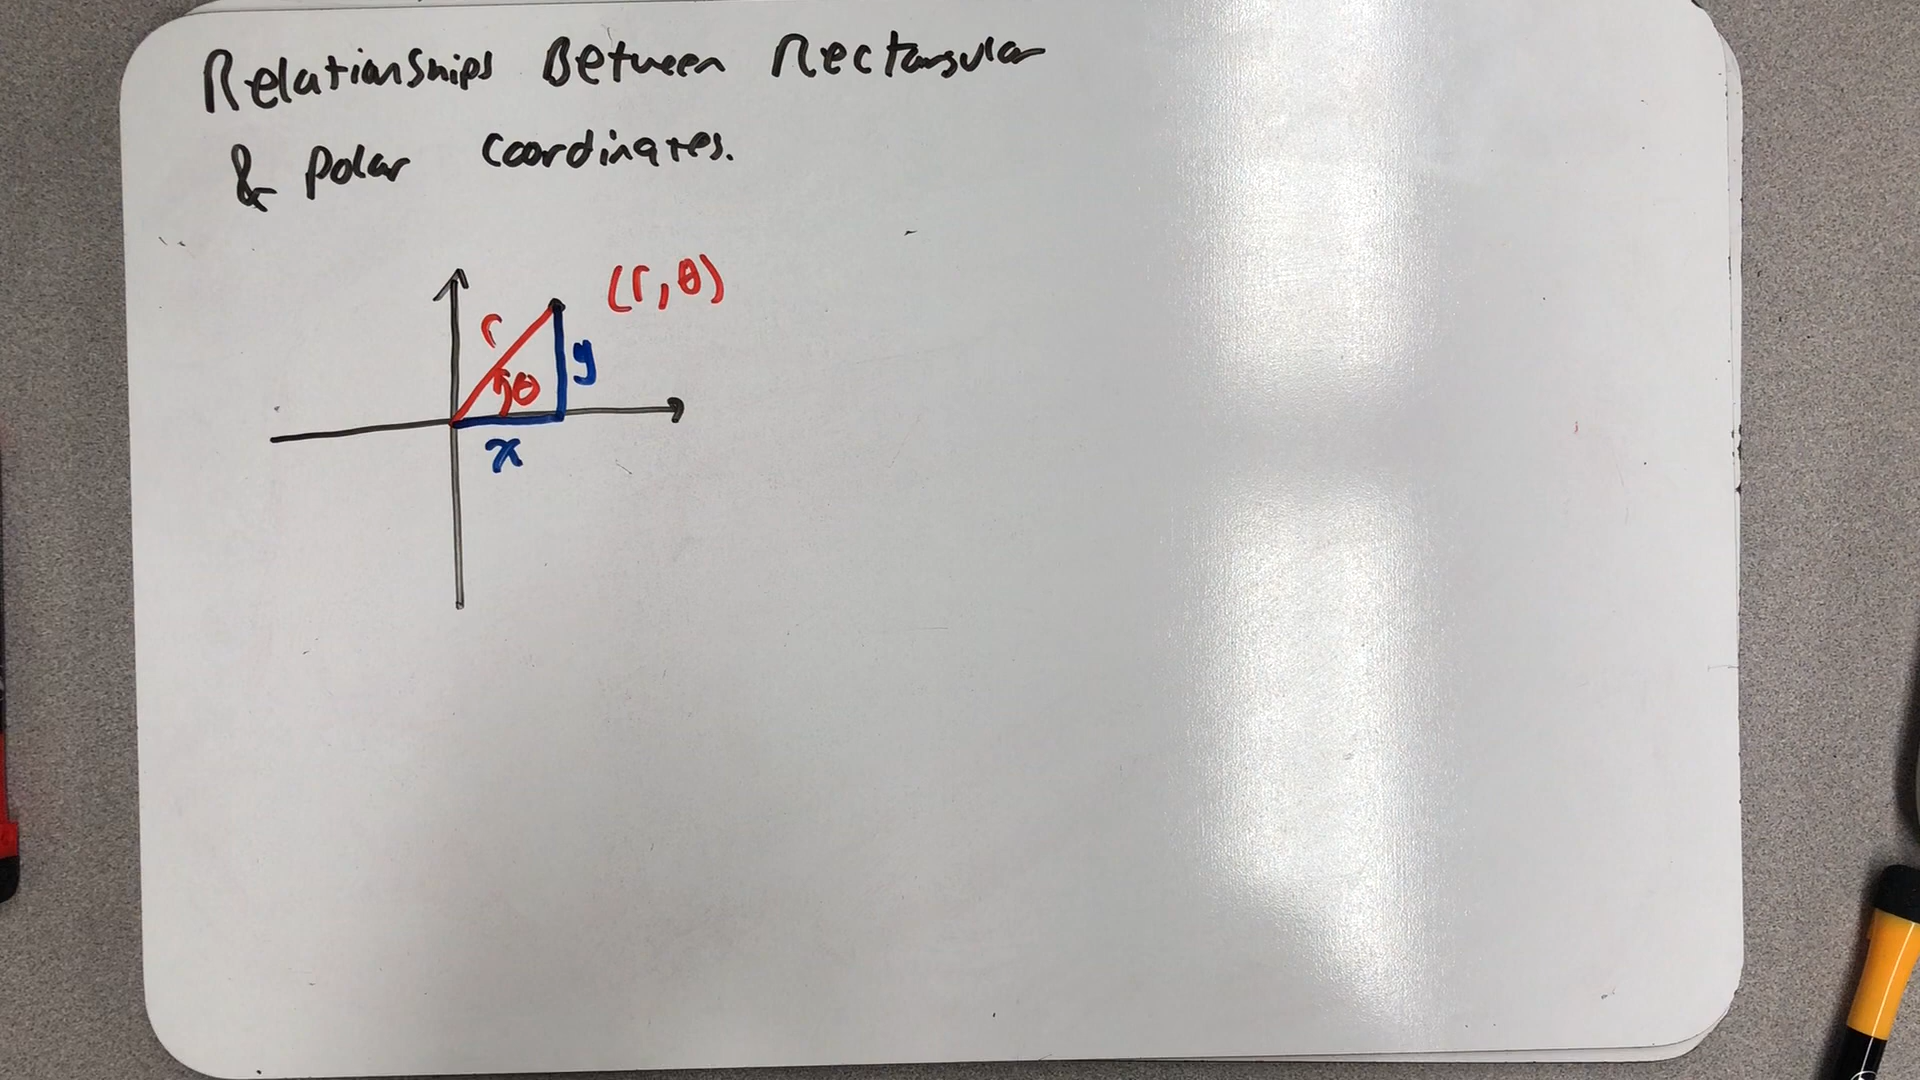 Relationships Between Rectangular
& polar coordinates.
(r, θ)
r
y
θ
x